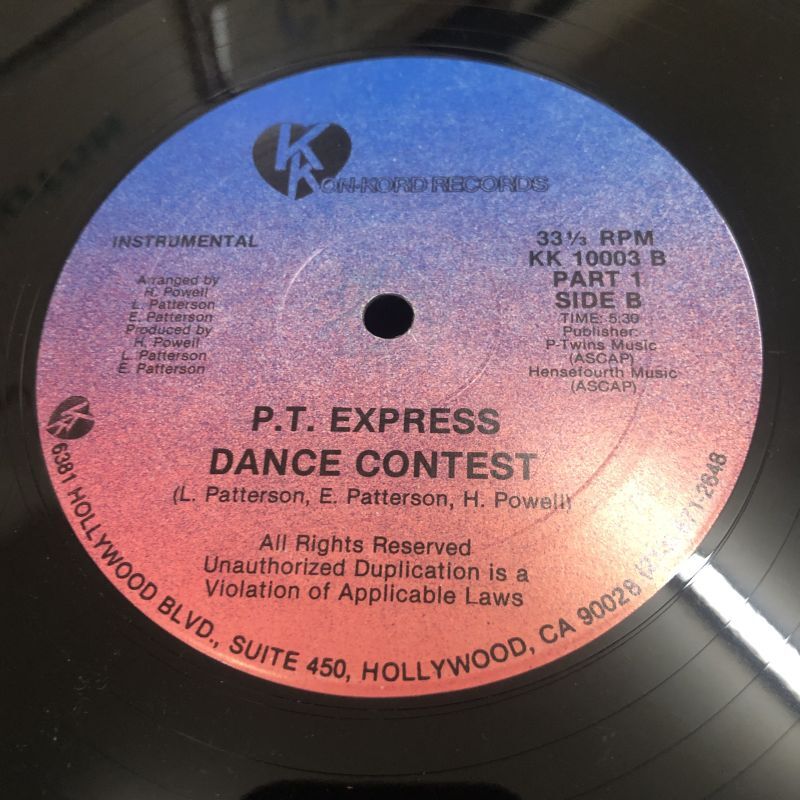 KON-KORD RECORDS
INSTRUMENTAL
Arranged by
H. Powell
L. Patterson
E. Patterson
Produced by
H. Powell
L. Patterson
E. Patterson
33⅓ RPM
KK 10003 B
PART 1
SIDE B
TIME: 5:30
Publisher:
P-Twins Music
(ASCAP)
Hensefourth Music
(ASCAP)
P.T. EXPRESS
DANCE CONTEST
(L. Patterson, E. Patterson, H. Powell)
All Rights Reserved
Unauthorized Duplication is a
Violation of Applicable Laws
6381 HOLLYWOOD BLVD., SUITE 450, HOLLYWOOD, CA 90028